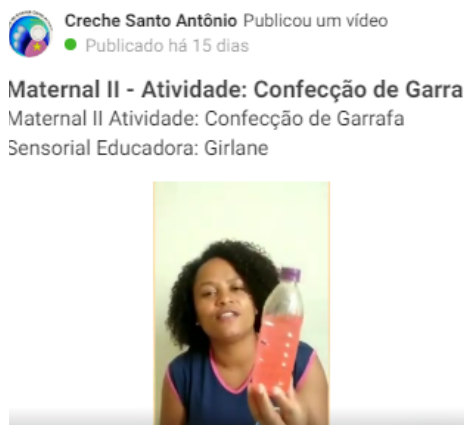 Creche Santo Antônio Publicou um vídeo
Publicado há 15 dias
Maternal II - Atividade: Confecção de Garra
Maternal II Atividade: Confecção de Garrafa
Sensorial Educadora: Girlane